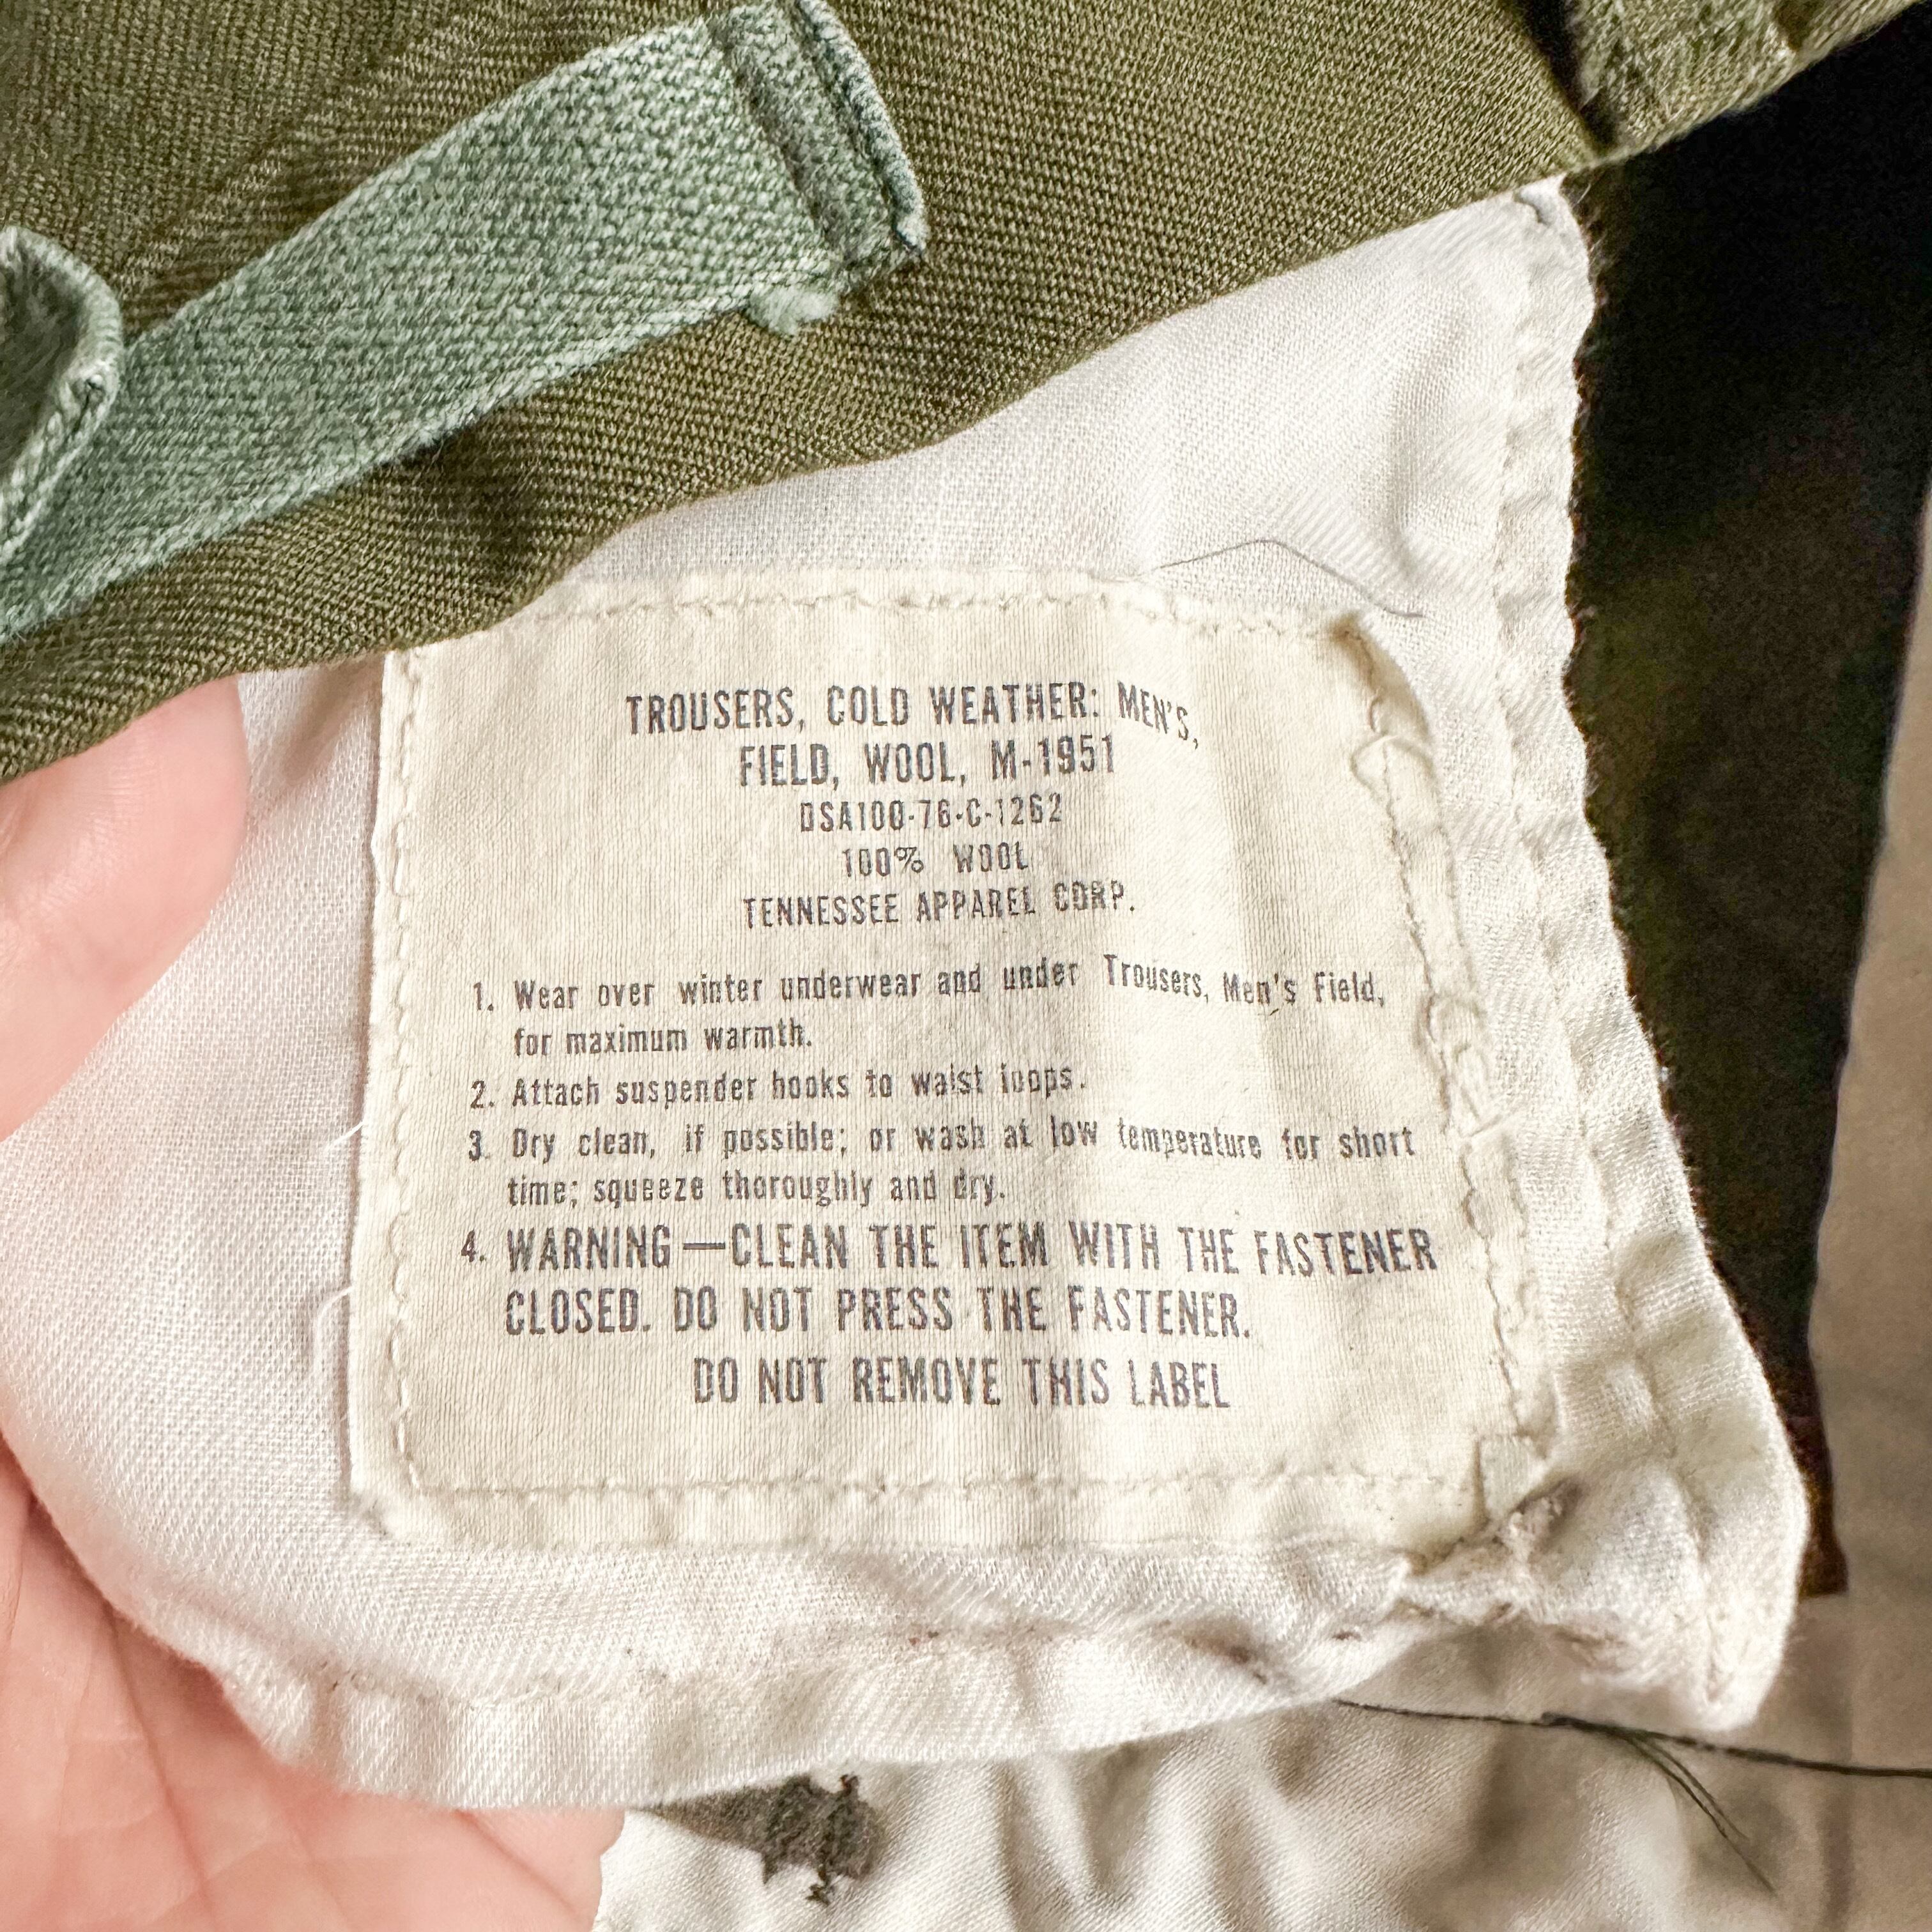 TROUSERS, COLD WEATHER: MEN'S,
FIELD, WOOL, M-1951
DSA100-76-C-1262
100% WOOL
TENNESSEE APPAREL CORP.
1. Wear over winter underwear and under Trousers, Men's Field,
for maximum warmth.
2. Attach suspender hooks to waist loops.
3. Dry clean, if possible; or wash at low temperature for short
time; squeeze thoroughly and dry.
4. WARNING—CLEAN THE ITEM WITH THE FASTENER
CLOSED. DO NOT PRESS THE FASTENER.
DO NOT REMOVE THIS LABEL